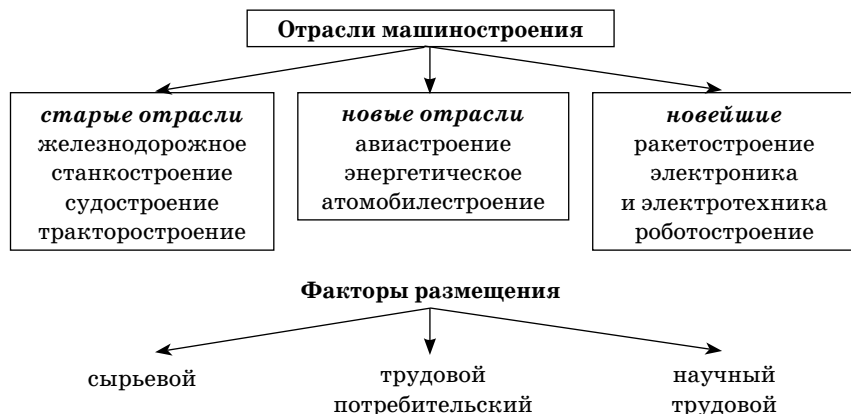 Отрасли машиностроения
старые отрасли
железнодорожное
станкостроение
судостроение
тракторостроение
новые отрасли
авиастроение
энергетическое
атомобилестроение
новейшие
ракетостроение
электроника
и электротехника
роботостроение
Факторы размещения
сырьевой
трудовой
потребительский
научный
трудовой